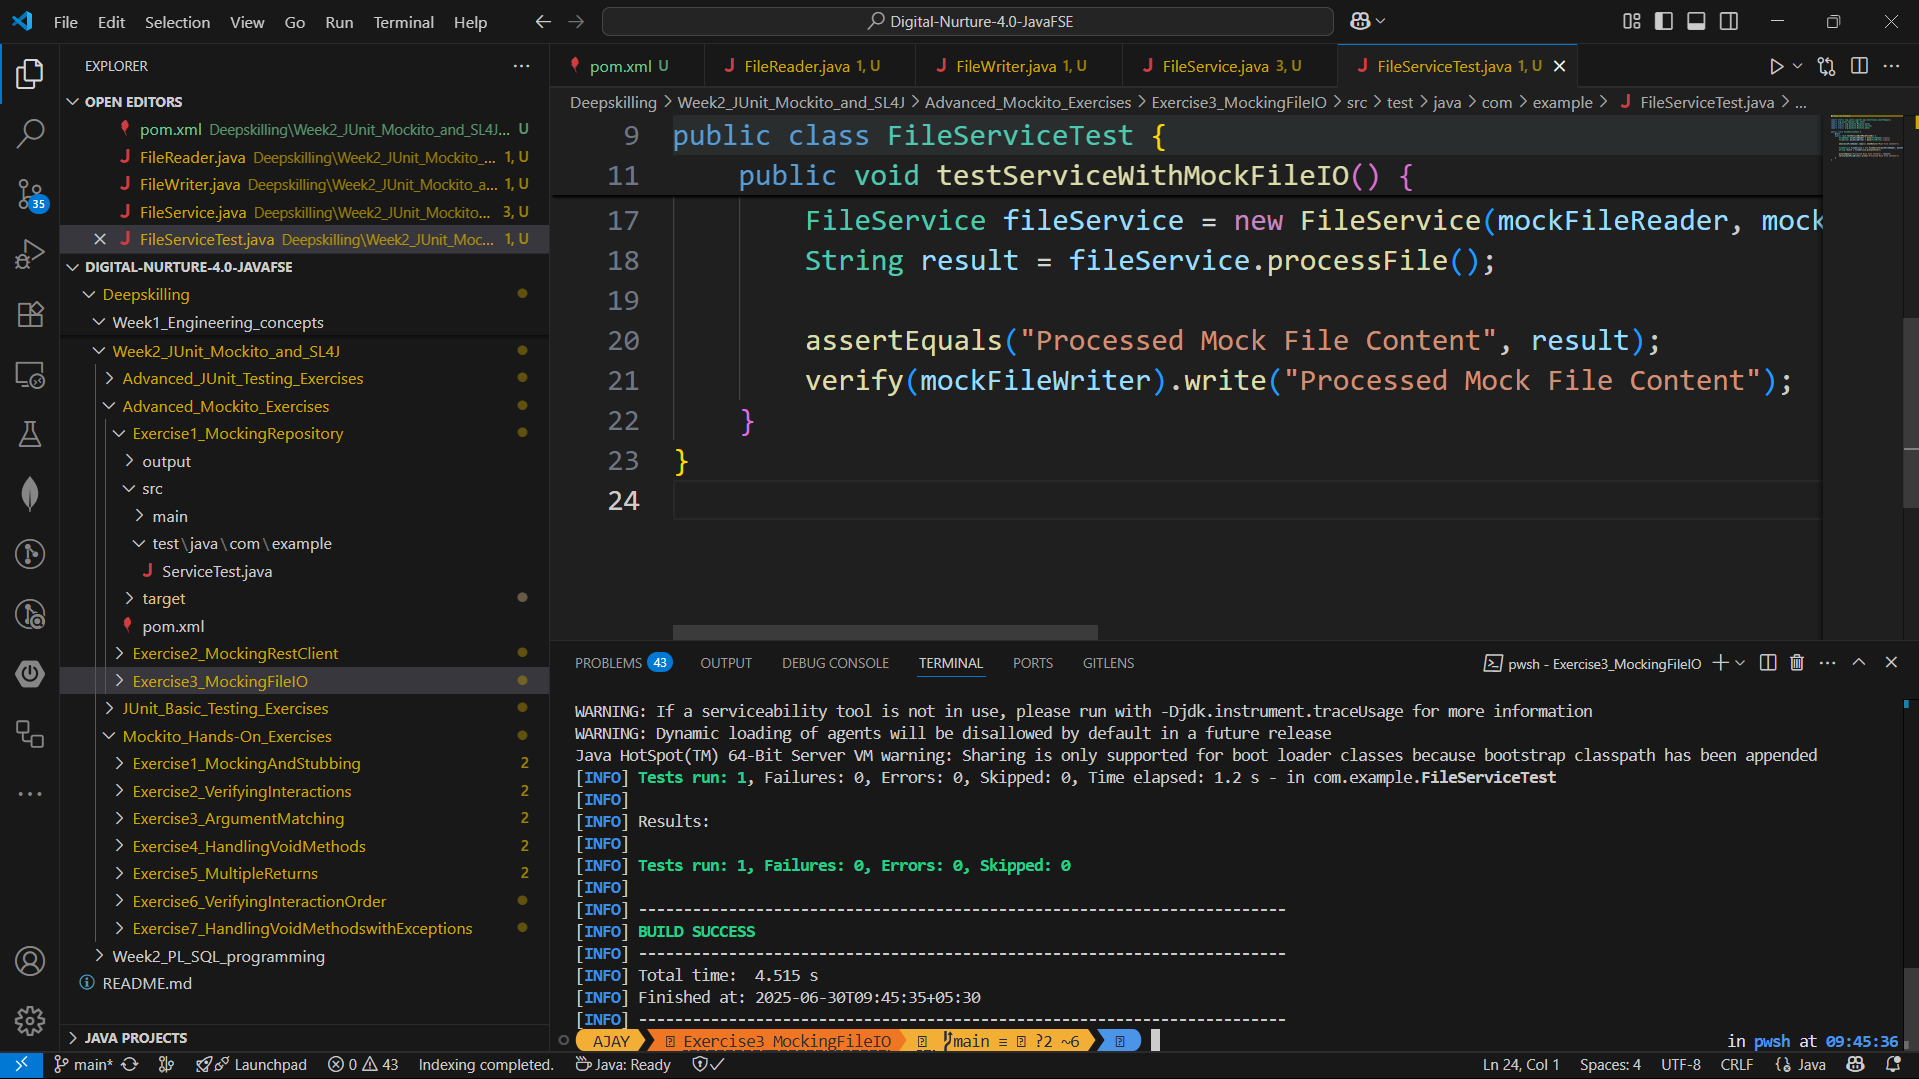 File Edit Selection View Go Run Terminal Help
Digital-Nurture-4.0-JavaFSE
EXPLORER
OPEN EDITORS
pom.xml Deepskilling\Week2_JUnit_Mockito_and_SL4J... U
FileReader.java Deepskilling\Week2_JUnit_Mockito_... 1, U
FileWriter.java Deepskilling\Week2_JUnit_Mockito_a... 1, U
FileService.java Deepskilling\Week2_JUnit_Mockito... 3, U
FileServiceTest.java Deepskilling\Week2_JUnit_Moc... 1, U
DIGITAL-NURTURE-4.0-JAVAFSE
Deepskilling
Week1_Engineering_concepts
Week2_JUnit_Mockito_and_SL4J
Advanced_JUnit_Testing_Exercises
Advanced_Mockito_Exercises
Exercise1_MockingRepository
output
src
main
test\java\com\example
ServiceTest.java
target
pom.xml
Exercise2_MockingRestClient
Exercise3_MockingFileIO
JUnit_Basic_Testing_Exercises
Mockito_Hands-On_Exercises
Exercise1_MockingAndStubbing 2
Exercise2_VerifyingInteractions 2
Exercise3_ArgumentMatching 2
Exercise4_HandlingVoidMethods 2
Exercise5_MultipleReturns 2
Exercise6_VerifyingInteractionOrder
Exercise7_HandlingVoidMethodswithExceptions
Week2_PL_SQL_programming
README.md
JAVA PROJECTS
35
pom.xml U FileReader.java 1, U FileWriter.java 1, U FileService.java 3, U FileServiceTest.java 1, U
Deepskilling > Week2_JUnit_Mockito_and_SL4J > Advanced_Mockito_Exercises > Exercise3_MockingFileIO > src > test > java > com > example > FileServiceTest.java > ...
9 public class FileServiceTest {
11 public void testServiceWithMockFileIO() {
17 FileService fileService = new FileService(mockFileReader, mock
18 String result = fileService.processFile();
19
20 assertEquals("Processed Mock File Content", result);
21 verify(mockFileWriter).write("Processed Mock File Content");
22 }
23 }
24
PROBLEMS 43 OUTPUT DEBUG CONSOLE TERMINAL PORTS GITLENS
pwsh - Exercise3_MockingFileIO
WARNING: If a serviceability tool is not in use, please run with -Djdk.instrument.traceUsage for more information
WARNING: Dynamic loading of agents will be disallowed by default in a future release
Java HotSpot(TM) 64-Bit Server VM warning: Sharing is only supported for boot loader classes because bootstrap classpath has been appended
[INFO] Tests run: 1, Failures: 0, Errors: 0, Skipped: 0, Time elapsed: 1.2 s - in com.example.FileServiceTest
[INFO]
[INFO] Results:
[INFO]
[INFO] Tests run: 1, Failures: 0, Errors: 0, Skipped: 0
[INFO]
[INFO] ------------------------------------------------------------------------
[INFO] BUILD SUCCESS
[INFO] ------------------------------------------------------------------------
[INFO] Total time:  4.515 s
[INFO] Finished at: 2025-06-30T09:45:35+05:30
[INFO] ------------------------------------------------------------------------
AJAY Exercise3_MockingFileIO main ≡ ?2 ~6
in pwsh at 09:45:36
main* Launchpad 0 43 Indexing completed. Java: Ready
Ln 24, Col 1 Spaces: 4 UTF-8 CRLF {} Java